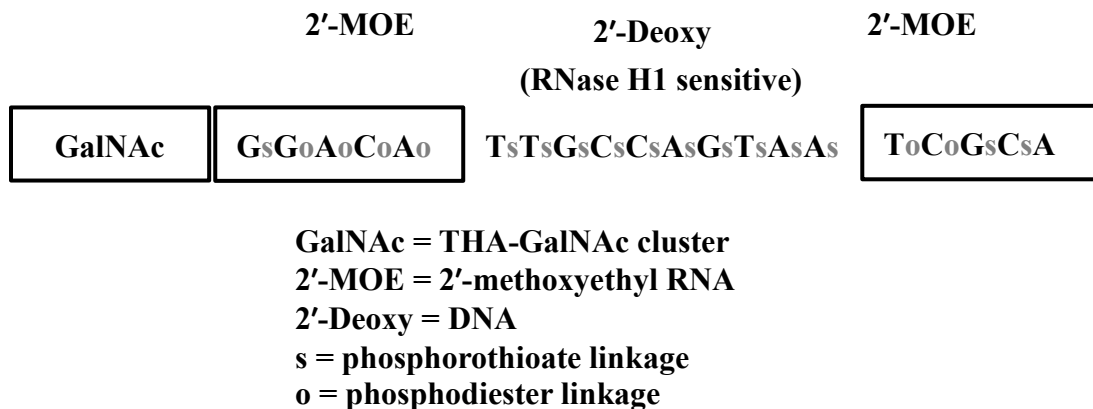 2′-MOE 2′-Deoxy 2′-MOE
(RNase H1 sensitive)
GalNAc GsGoAoCoAo TsTsGsCsCsAsGsTsAsAs ToCoGsCsA
GalNAc = THA-GalNAc cluster
2′-MOE = 2′-methoxyethyl RNA
2′-Deoxy = DNA
s = phosphorothioate linkage
o = phosphodiester linkage